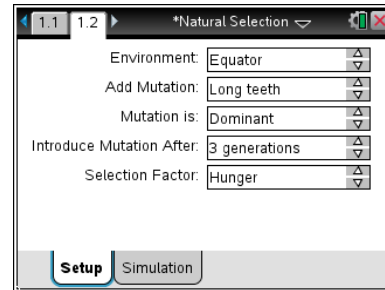 1.1 1.2 *Natural Selection
Environment: Equator
Add Mutation: Long teeth
Mutation is: Dominant
Introduce Mutation After: 3 generations
Selection Factor: Hunger
Setup Simulation